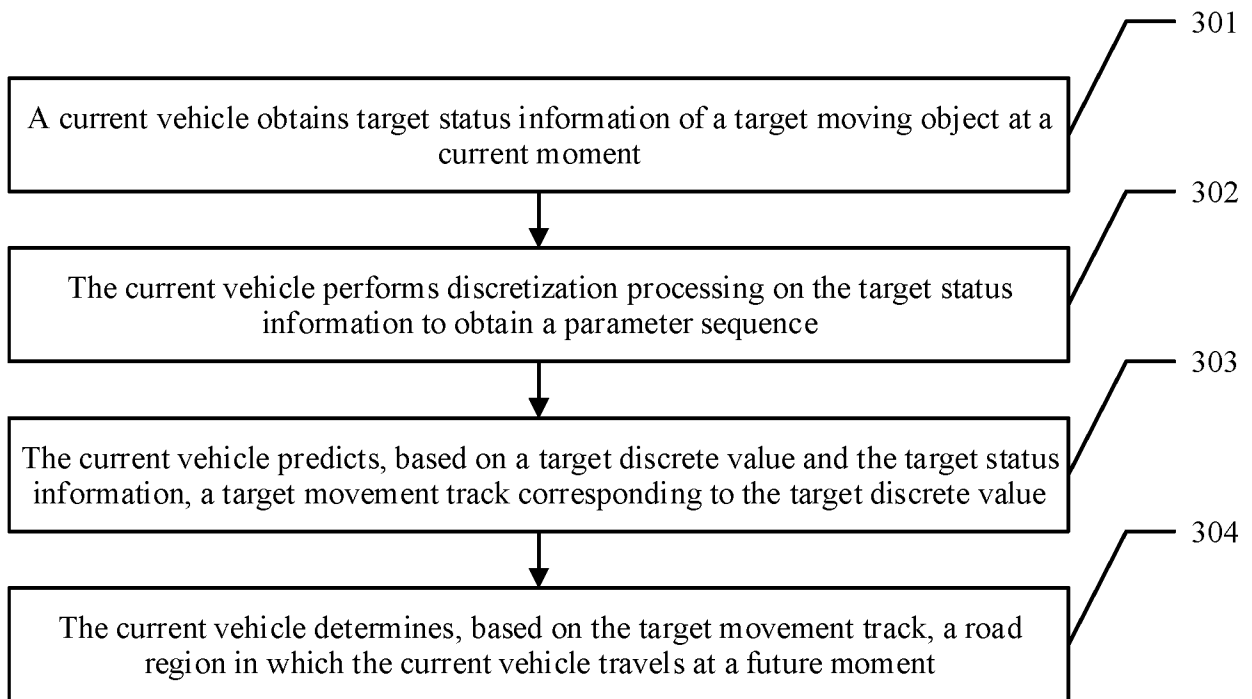 301
A current vehicle obtains target status information of a target moving object at a
current moment
302
The current vehicle performs discretization processing on the target status
information to obtain a parameter sequence
303
The current vehicle predicts, based on a target discrete value and the target status
information, a target movement track corresponding to the target discrete value
304
The current vehicle determines, based on the target movement track, a road
region in which the current vehicle travels at a future moment